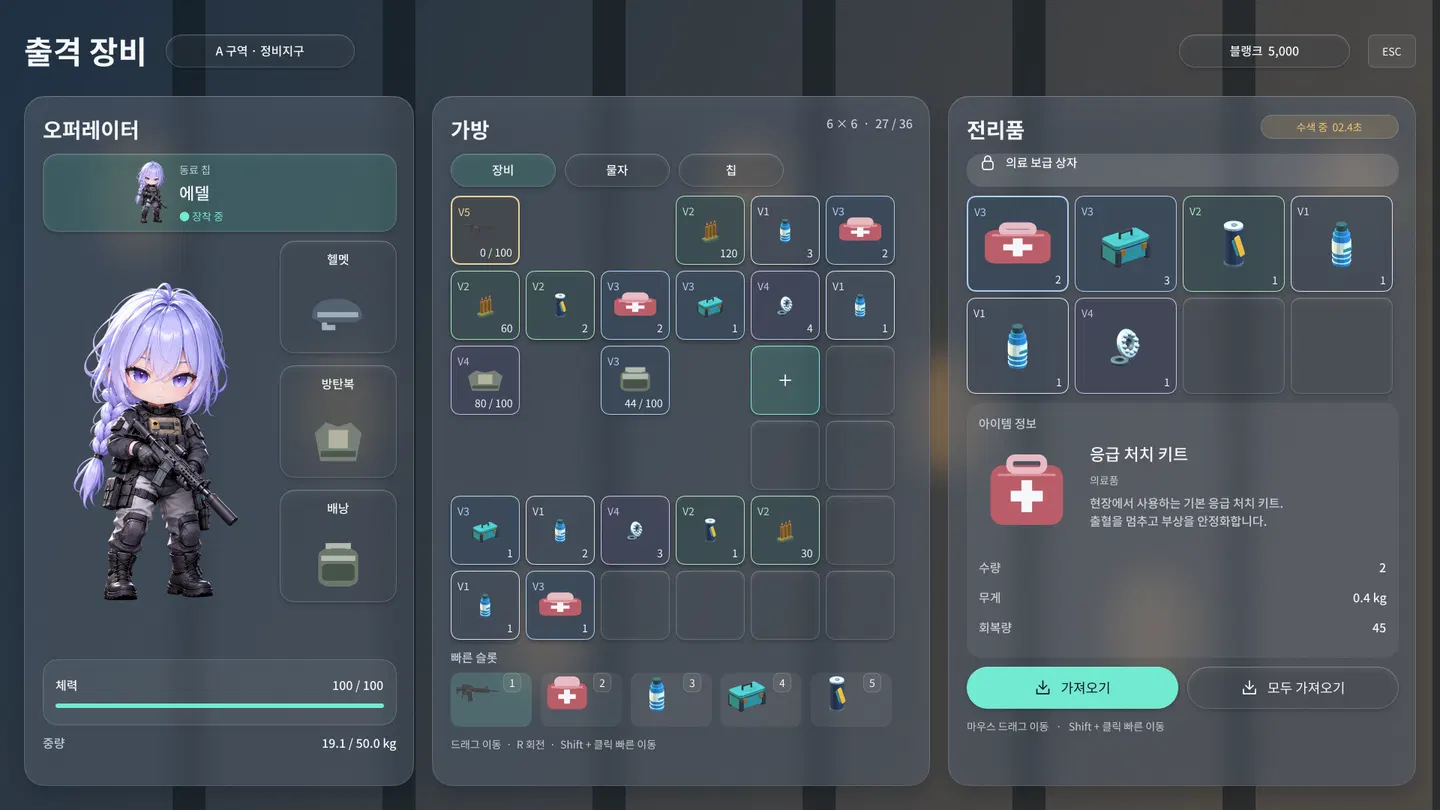 출격 장비
A 구역 · 정비지구
블랭크 5,000
ESC
오퍼레이터
동료 칩
에델
장착 중
헬멧
방탄복
배낭
체력
100 / 100
중량
19.1 / 50.0 kg
가방
6 × 6 · 27 / 36
장비
물자
칩
V5
0 / 100
V2
120
V1
3
V3
2
V2
60
V2
2
V3
2
V3
1
V4
4
V1
1
V4
80 / 100
V3
44 / 100
+
V3
1
V1
2
V4
3
V2
1
V2
30
V1
1
V3
1
빠른 슬롯
1
2
3
4
5
드래그 이동 · R 회전 · Shift + 클릭 빠른 이동
전리품
수색 중 02.4초
의료 보급 상자
V3
2
V3
3
V2
1
V1
1
V1
1
V4
1
아이템 정보
응급 처치 키트
의료품
현장에서 사용하는 기본 응급 처치 키트.
출혈을 멈추고 부상을 안정화합니다.
수량
2
무게
0.4 kg
회복량
45
가져오기
모두 가져오기
마우스 드래그 이동 · Shift + 클릭 빠른 이동